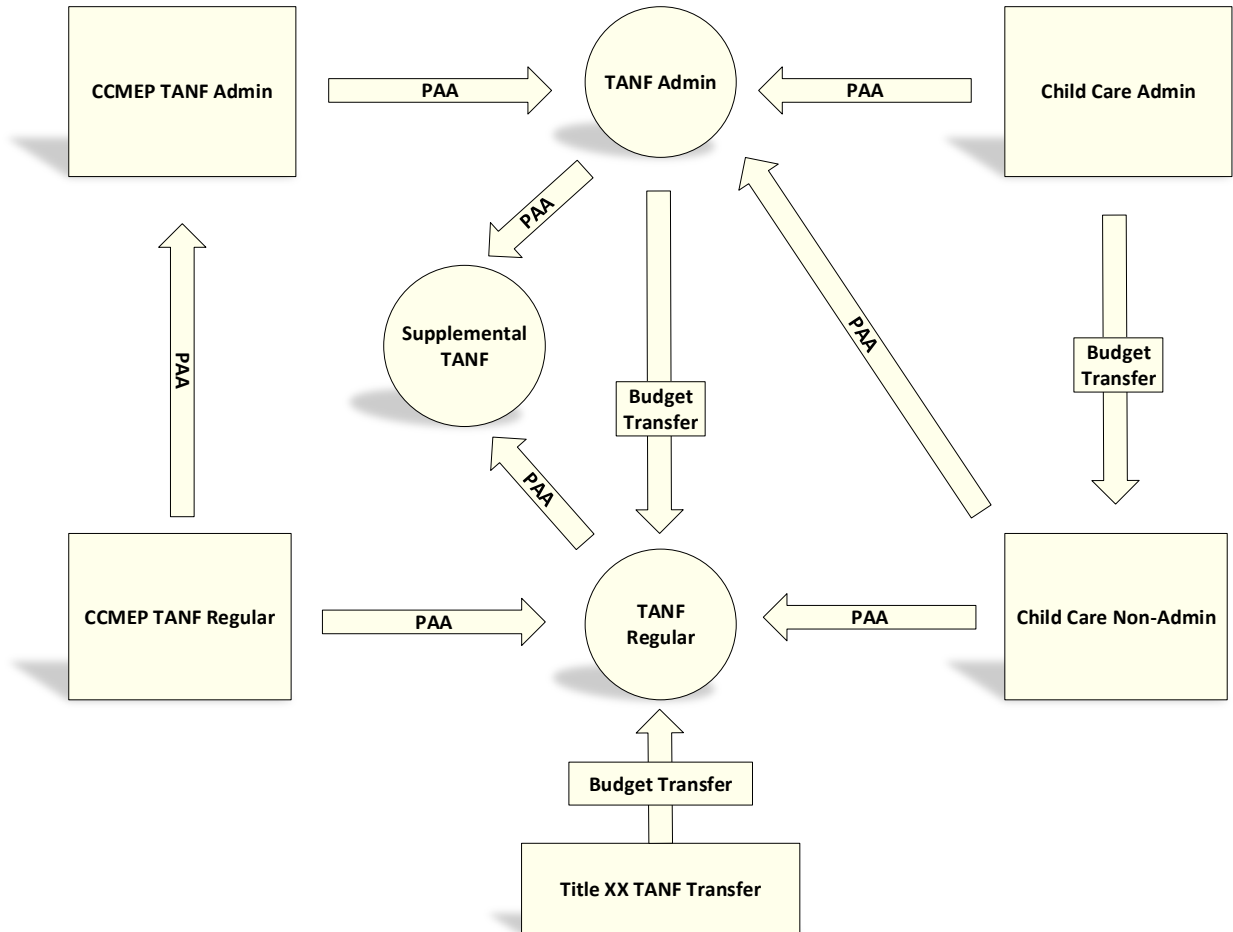 CCMEP TANF Admin
PAA
TANF Admin
PAA
Child Care Admin
PAA
Supplemental
TANF
PAA
PAA
Budget
Transfer
PAA
Budget
Transfer
PAA
CCMEP TANF Regular
PAA
TANF
Regular
PAA
Child Care Non-Admin
Budget Transfer
Title XX TANF Transfer